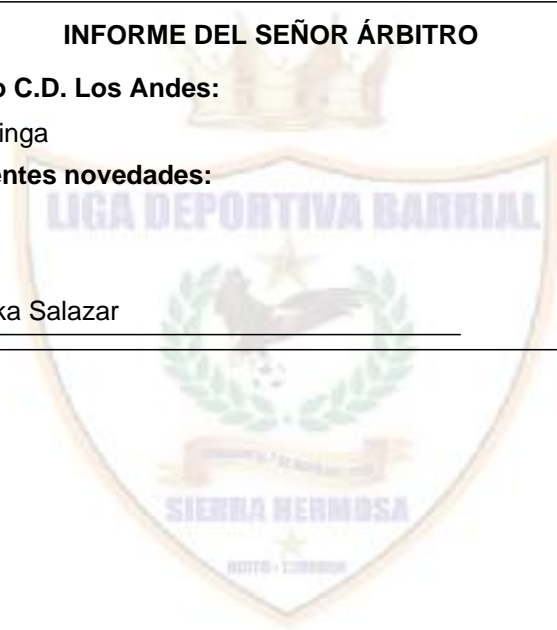 INFORME DEL SEÑOR ÁRBITRO
o C.D. Los Andes:
inga
entes novedades:
LIGA DEPORTIVA BARRIAL
ka Salazar
SIERRA HERMOSA